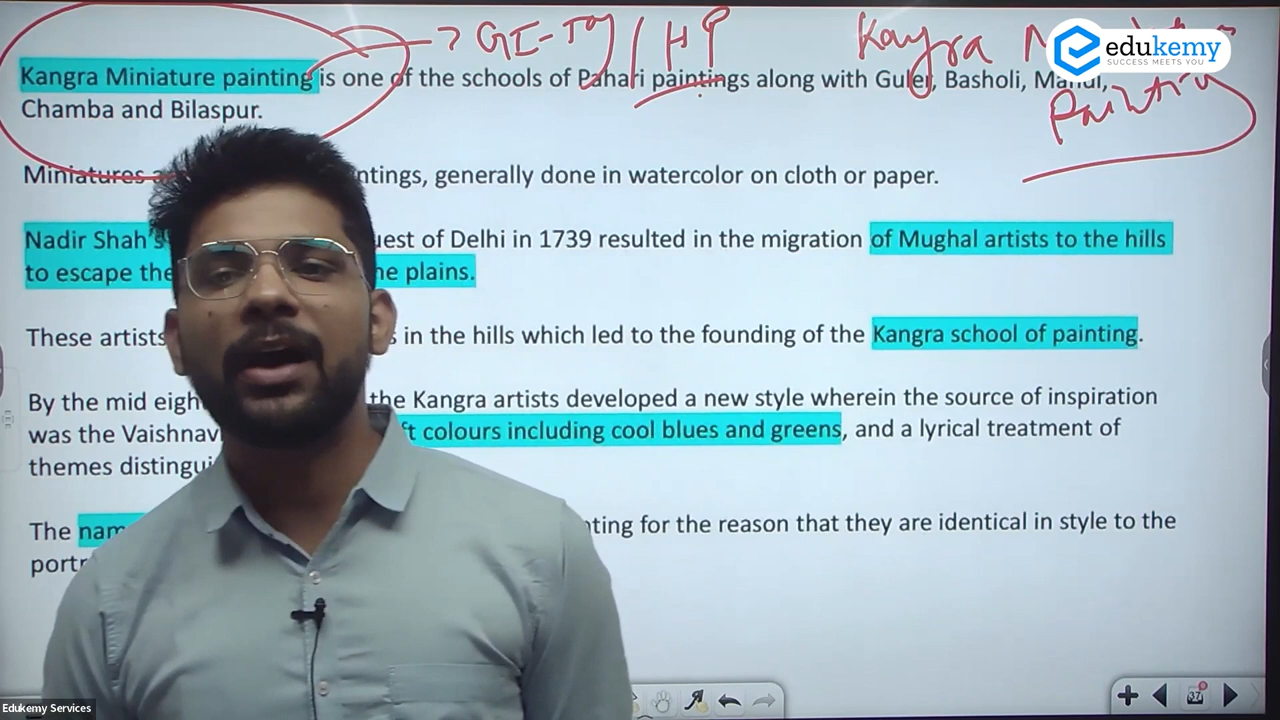 GI-Tag / HP
Kangra
Painting
edukemy
SUCCESS MEETS YOU
Kangra Miniature painting is one of the schools of Pahari paintings along with Guler, Basholi, Mandi,
Chamba and Bilaspur.
Miniatures ntings, generally done in watercolor on cloth or paper.
Nadir Shah's uest of Delhi in 1739 resulted in the migration of Mughal artists to the hills
to escape the he plains.
These artists s in the hills which led to the founding of the Kangra school of painting.
By the mid eigh the Kangra artists developed a new style wherein the source of inspiration
was the Vaishnav ft colours including cool blues and greens, and a lyrical treatment of
themes distingui
The nam nting for the reason that they are identical in style to the
portr
37
Edukemy Services